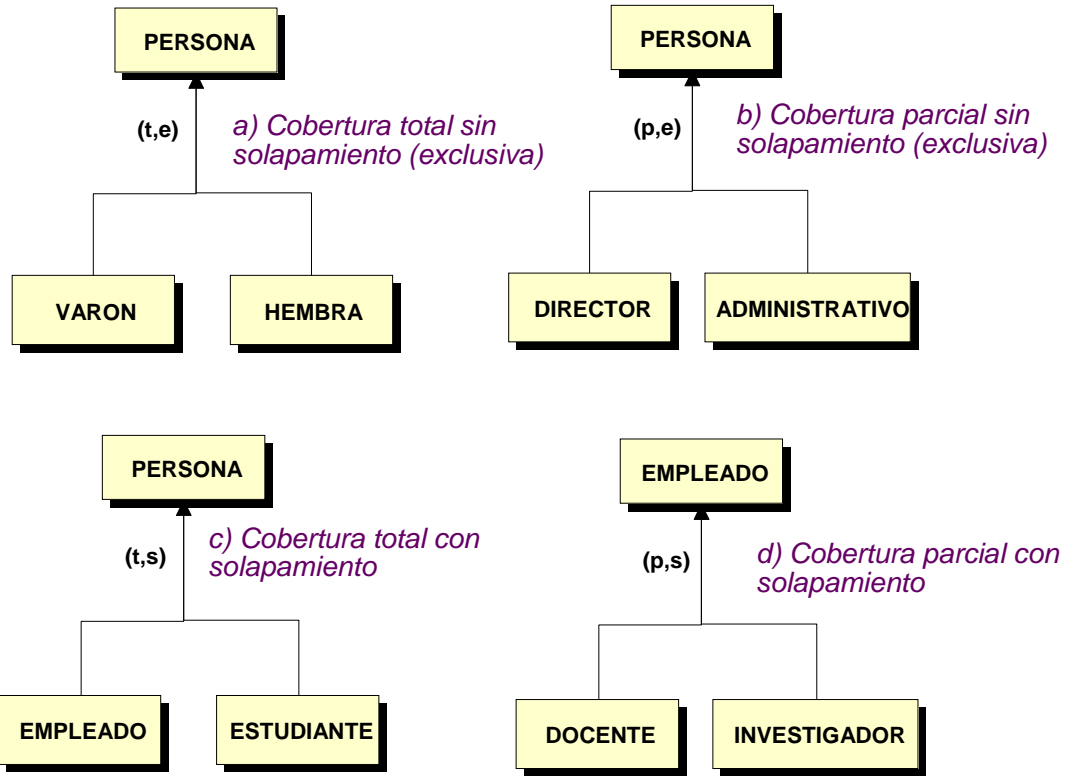 PERSONA
(t,e)
a) Cobertura total sin
solapamiento (exclusiva)
VARON
HEMBRA
PERSONA
(p,e)
b) Cobertura parcial sin
solapamiento (exclusiva)
DIRECTOR
ADMINISTRATIVO
PERSONA
(t,s)
c) Cobertura total con
solapamiento
EMPLEADO
ESTUDIANTE
EMPLEADO
(p,s)
d) Cobertura parcial con
solapamiento
DOCENTE
INVESTIGADOR